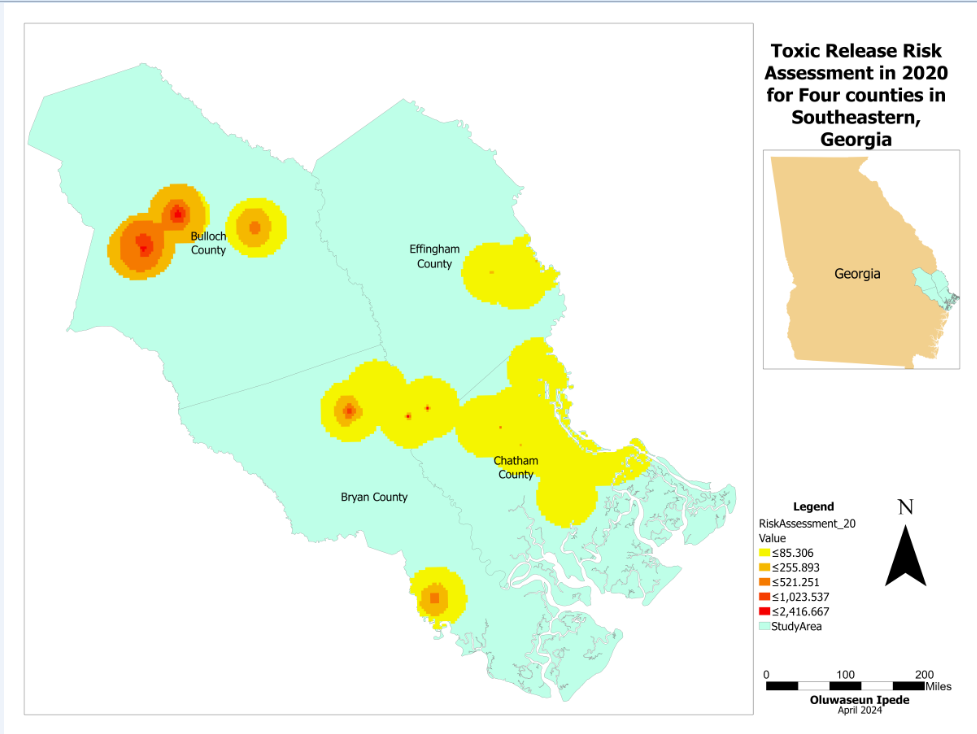 Toxic Release Risk
Assessment in 2020
for Four counties in
Southeastern,
Georgia
Georgia
Bulloch
County
Effingham
County
Chatham
County
Bryan County
Legend
RiskAssessment_20
Value
≤85.306
≤255.893
≤521.251
≤1,023.537
≤2,416.667
StudyArea
N
0 100 200
Miles
Oluwaseun Ipede
April 2024